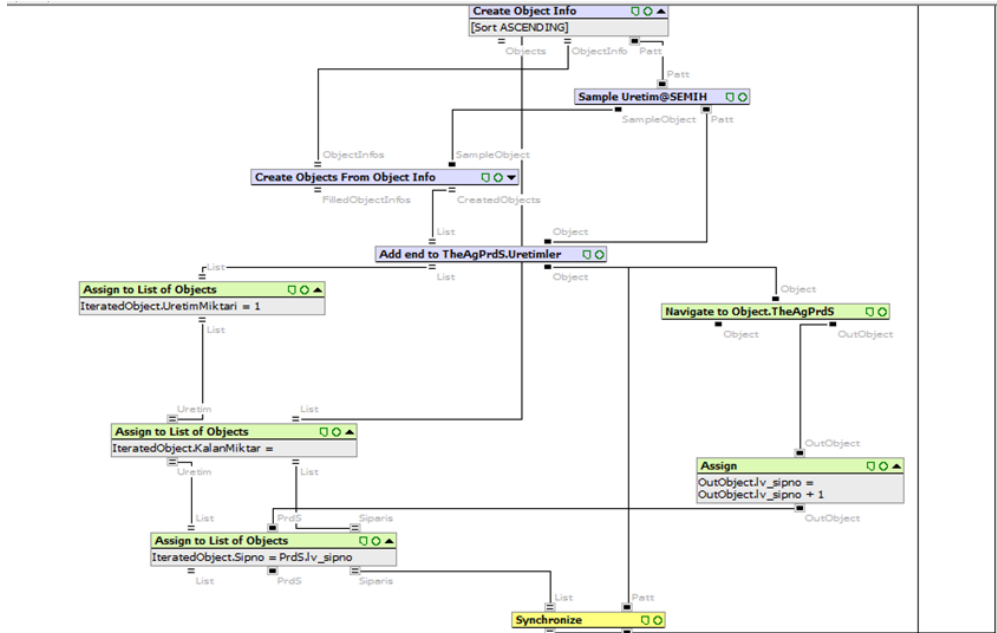 Create Object Info
[Sort ASCENDING]
Objects ObjectInfo Patt
Patt
Sample Uretim@SEMIH
SampleObject Patt
ObjectInfos SampleObject
Create Objects From Object Info
FilledObjectInfos CreatedObjects
List Object
Add end to TheAgPrdS.Uretimler
List
List Object
Assign to List of Objects
IteratedObject.UretimMiktari = 1
List
Object
Navigate to Object.TheAgPrdS
Object OutObject
Uretim List
Assign to List of Objects
IteratedObject.KalanMiktar =
Uretim List
OutObject
Assign
OutObject.lv_sipno =
OutObject.lv_sipno + 1
OutObject
List PrdS Siparis
Assign to List of Objects
IteratedObject.Sipno = PrdS.lv_sipno
List PrdS Siparis
List Patt
Synchronize